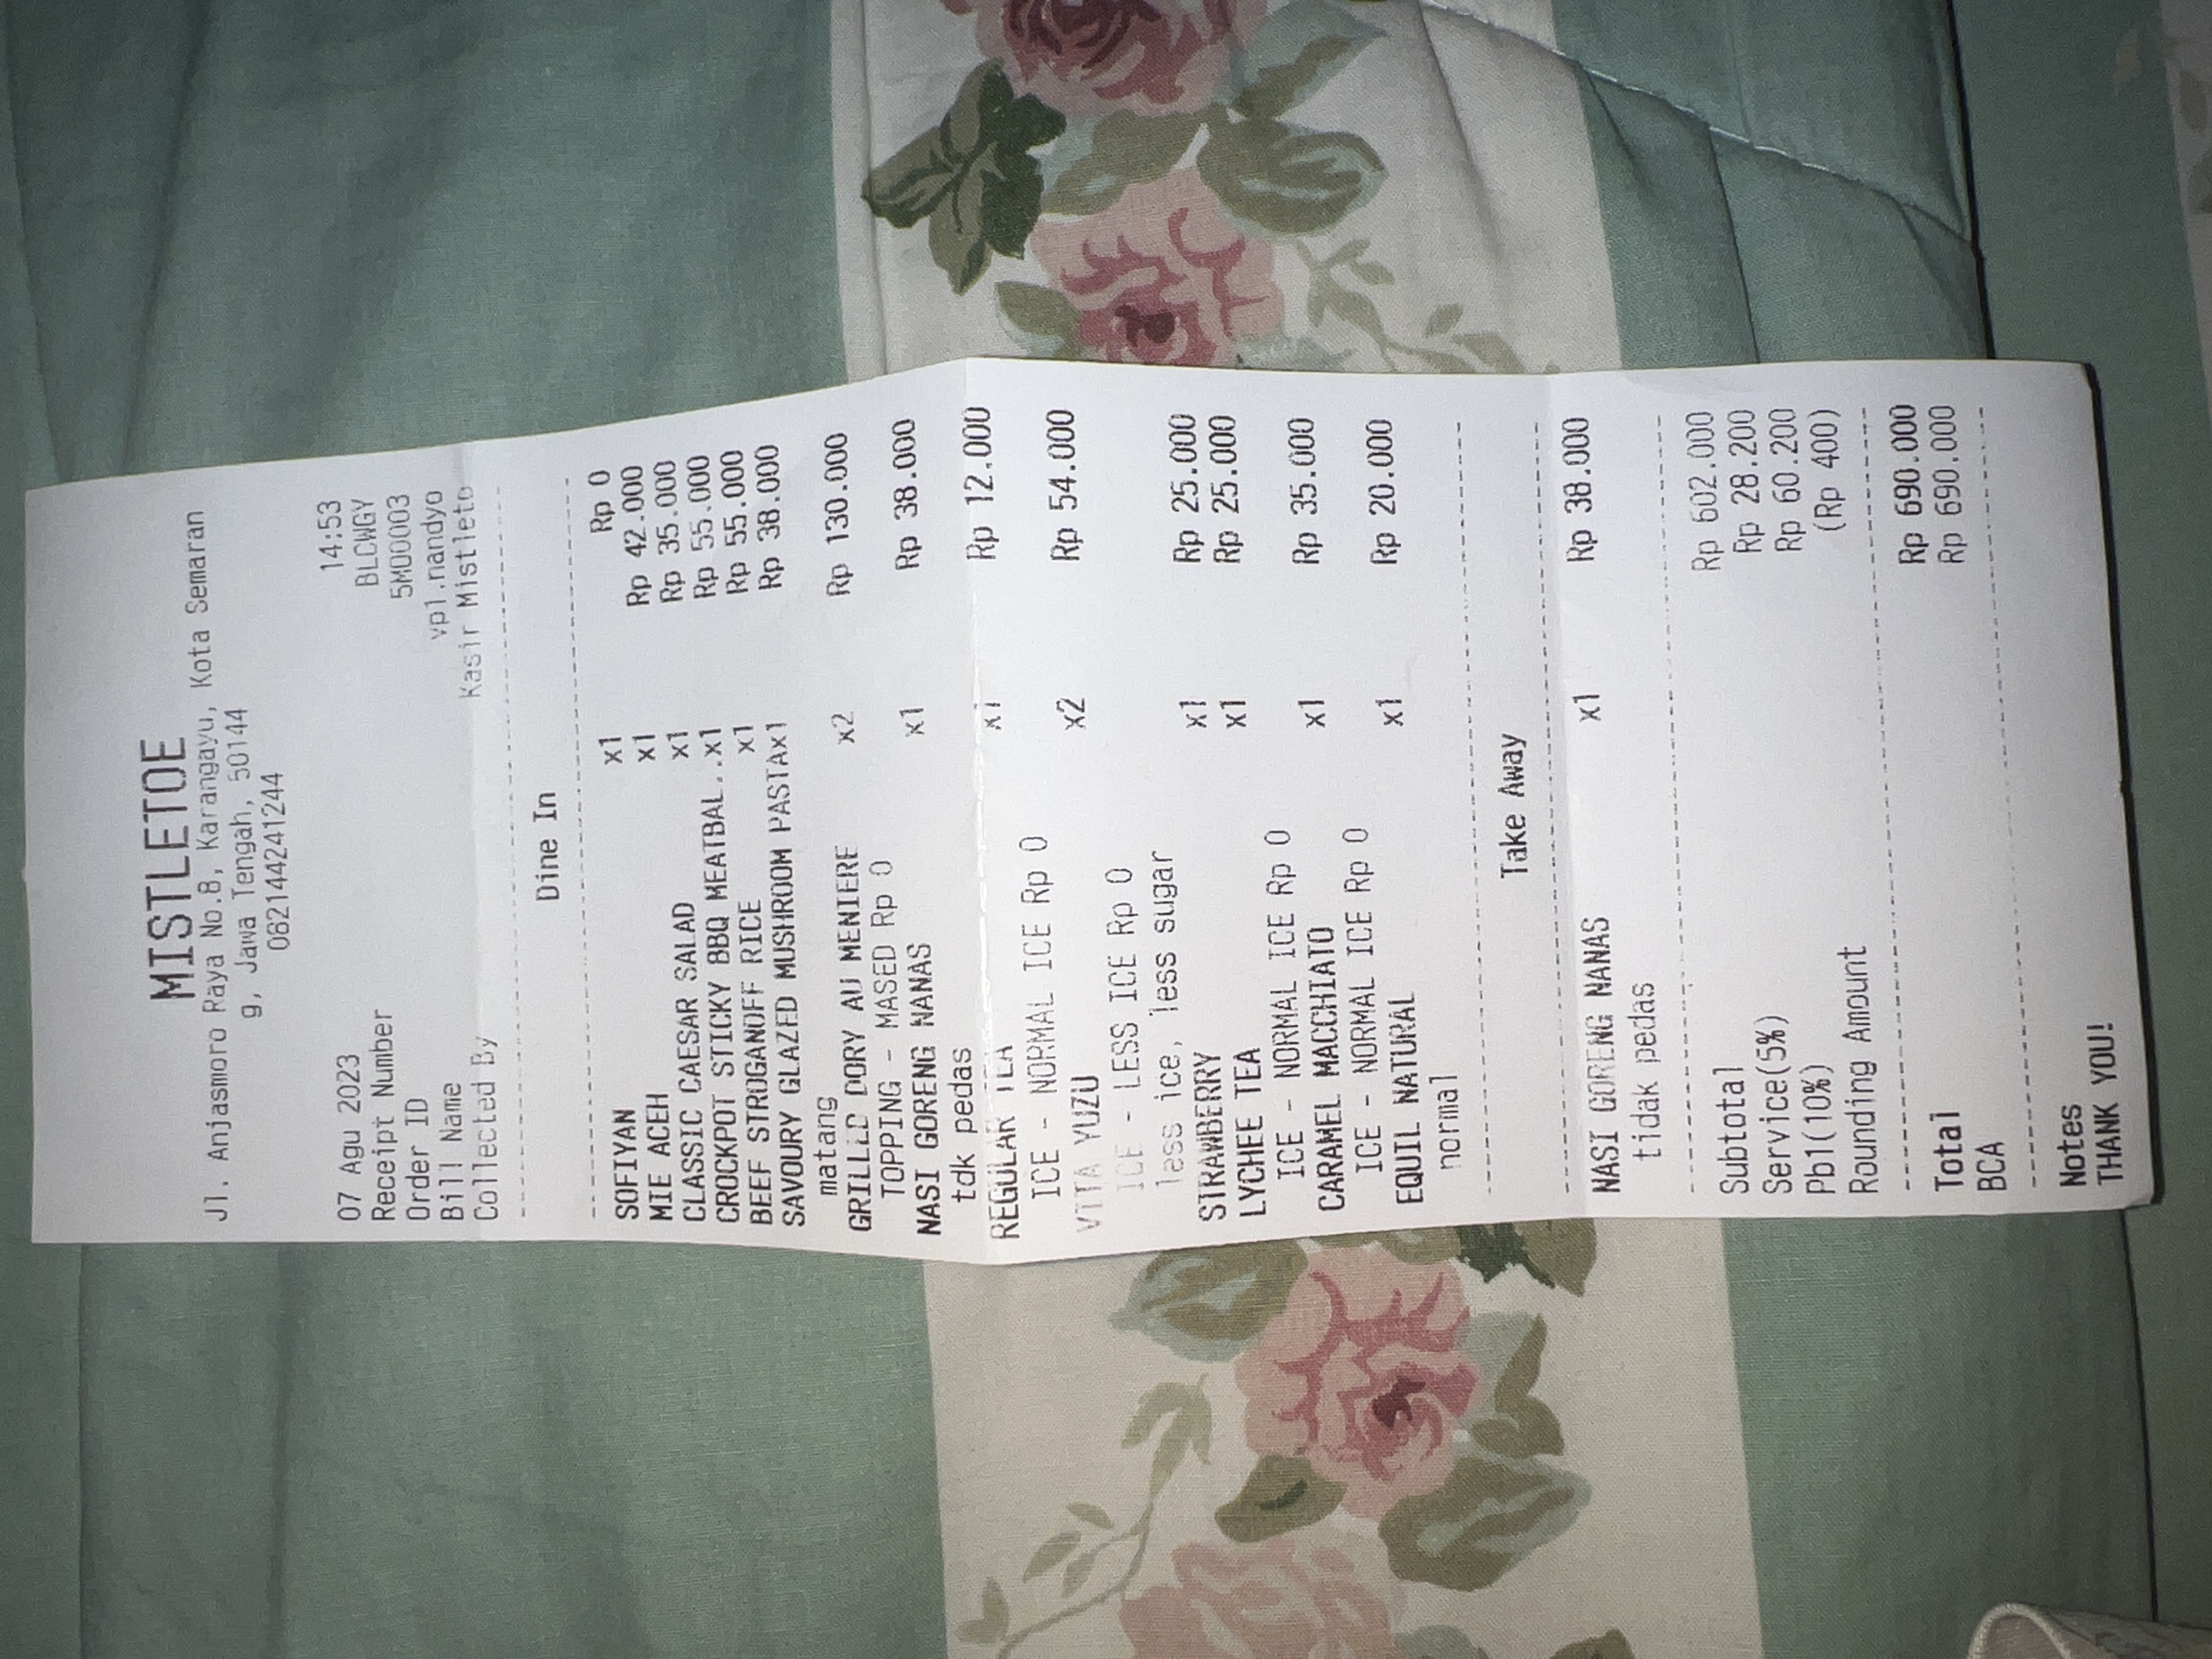 MISTLETOE
Jl. Anjasmoro Raya No.8, Karangayu, Kota Semaran
g, Jawa Tengah, 50144
082144241244
07 Agu 2023 14:53
Receipt Number BLCWGY
Order ID 5M00003
Bill Name vp1.nandyo
Collected By Kasir Mistleto
Dine In
SOFIYAN x1 Rp 0
MIE ACEH x1 Rp 42.000
CLASSIC CAESAR SALAD x1 Rp 35.000
CROCKPOT STICKY BBQ MEATBAL..x1 Rp 55.000
BEEF STROGANOFF RICE x1 Rp 55.000
SAVOURY GLAZED MUSHROOM PASTAx1 Rp 38.000
matang
GRILLED DORY AU MENIERE x2 Rp 130.000
TOPPING - MASED Rp 0
NASI GORENG NANAS x1 Rp 38.000
tdk pedas
REGULAR TEA x1 Rp 12.000
ICE - NORMAL ICE Rp 0
VITA YUZU x2 Rp 54.000
ICE - LESS ICE Rp 0
less ice, less sugar
STRAWBERRY x1 Rp 25.000
LYCHEE TEA x1 Rp 25.000
ICE - NORMAL ICE Rp 0
CARAMEL MACCHIATO x1 Rp 35.000
ICE - NORMAL ICE Rp 0
EQUIL NATURAL x1 Rp 20.000
normal
Take Away
NASI GORENG NANAS x1 Rp 38.000
tidak pedas
Subtotal Rp 602.000
Service(5%) Rp 28.200
Pb1(10%) Rp 60.200
Rounding Amount (Rp 400)
Total Rp 690.000
BCA Rp 690.000
Notes
THANK YOU!